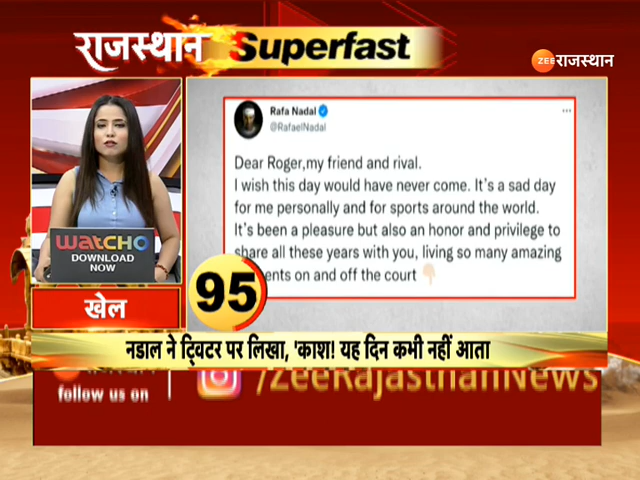 राजस्थान Superfast
ZEE राजस्थान
Rafa Nadal
@RafaelNadal
Dear Roger,my friend and rival.
I wish this day would have never come. It's a sad day
for me personally and for sports around the world.
It's been a pleasure but also an honor and privilege to
share all these years with you, living so many amazing
ents on and off the court
WATCHO
DOWNLOAD
NOW
खेल
95
नडाल ने ट्विटर पर लिखा, 'काश! यह दिन कभी नहीं आता
follow us on
/ZeeRajasthanNews